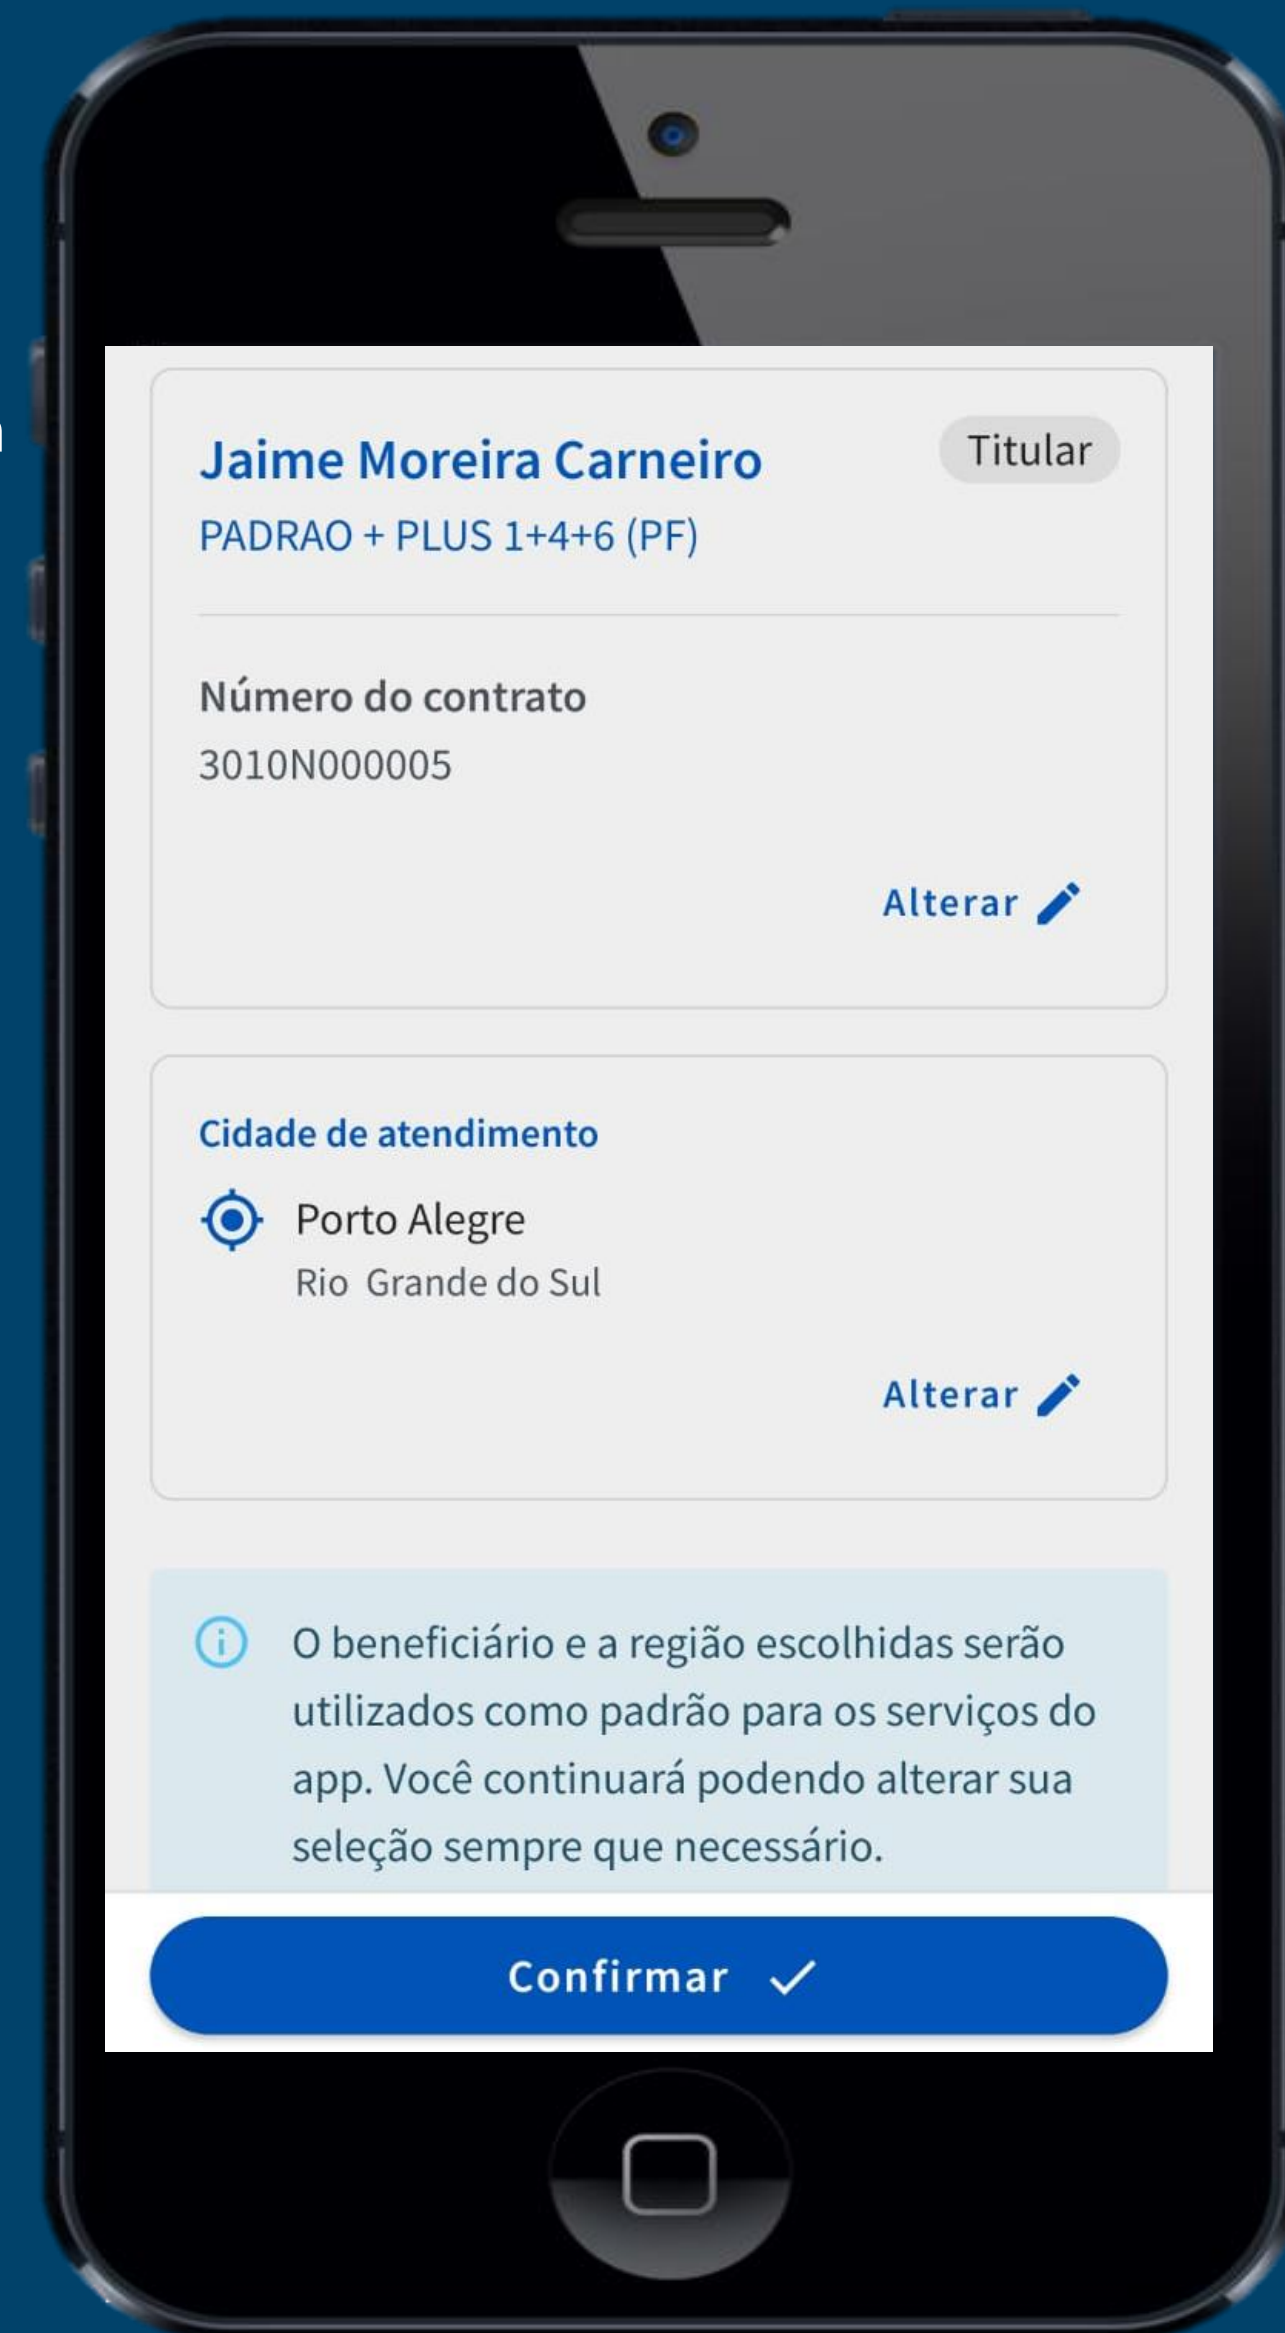 Jaime Moreira Carneiro
Titular
PADRAO + PLUS 1+4+6 (PF)
Número do contrato
3010N000005
Alterar
Cidade de atendimento
Porto Alegre
Rio Grande do Sul
Alterar
O beneficiário e a região escolhidas serão
utilizados como padrão para os serviços do
app. Você continuará podendo alterar sua
seleção sempre que necessário.
Confirmar